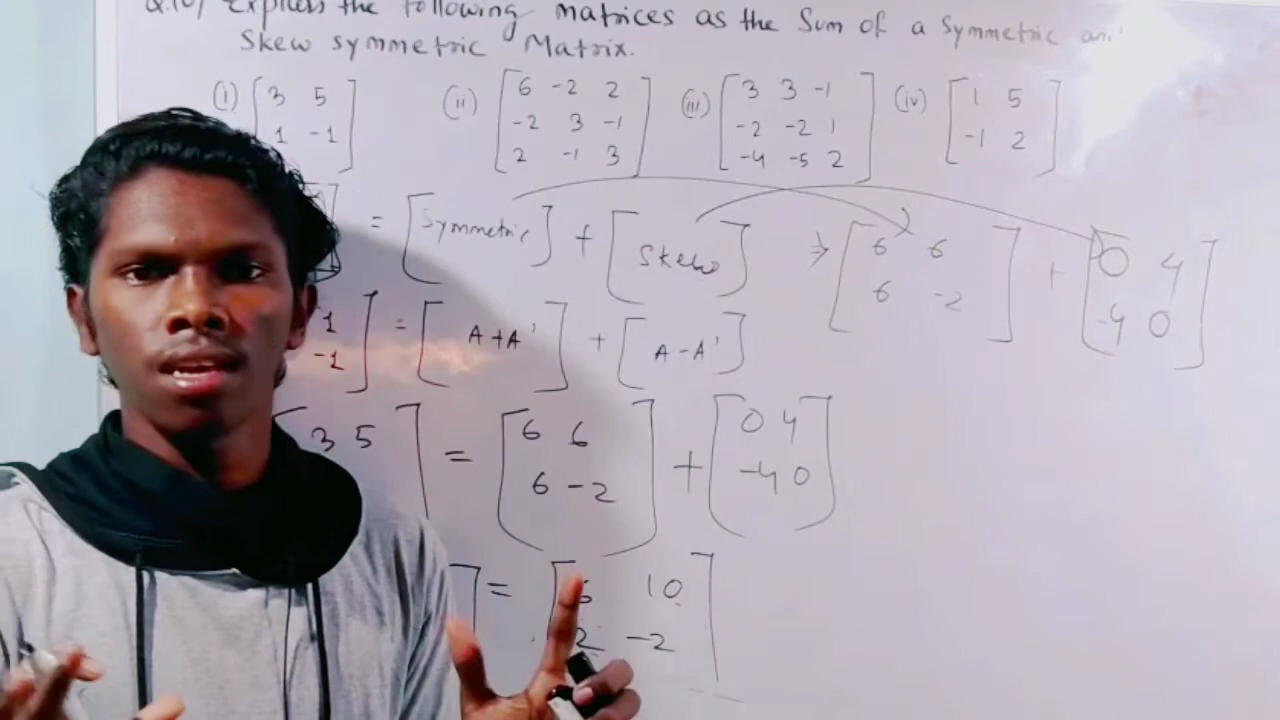 Express the following matrices as the Sum of a Symmetric
Skew symmetric Matrix.
(i) [3 5 (ii) [6 -2 2 (iii) [3 3 -1 (iv) [1 5
1 -1] -2 3 -1 -2 -2 1 -1 2]
2 -1 3] -4 -5 2]
= [Symmetric] + [Skew] ⇒ [6 6 + [0 4
6 -2] -4 0]
1
-1] = [A+A'] + [A-A']
3 5] = [6 6 + [0 4
6 -2] -4 0]
= [6 10
2 -2]